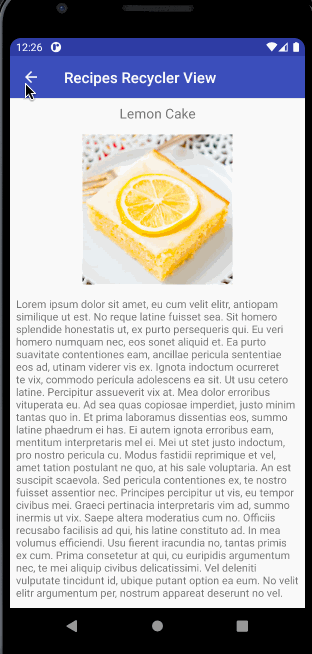 12:26
Recipes Recycler View
Lemon Cake
Lorem ipsum dolor sit amet, eu cum velit elitr, antiopam
similique ut est. No reque latine fuisset sea. Sit homero
splendide honestatis ut, ex purto persequeris qui. Eu veri
homero numquam nec, eos sonet aliquid et. Ea purto
suavitate contentiones eam, ancillae pericula sententiae
eos ad, utinam viderer vis ex. Ignota indoctum ocurreret
te vix, commodo pericula adolescens ea sit. Ut usu cetero
latine. Percipitur assueverit vix at. Mea dolor erroribus
vituperata eu. Ad sea quas copiosae imperdiet, justo minim
tantas quo in. Et prima laboramus dissentias eos, summo
latine phaedrum ei has. Ei autem ignota erroribus eam,
mentitum interpretaris mel ei. Mei ut stet justo indoctum,
pro nostro pericula cu. Modus fastidii reprimique et vel,
amet tation postulant ne quo, at his sale voluptaria. An est
suscipit scaevola. Sed pericula contentiones ex, te nostro
fuisset assentior nec. Principes percipitur ut vis, eu tempor
civibus mei. Graeci pertinacia interpretaris vim ad, summo
inermis ut vix. Saepe altera moderatius cum no. Officiis
recusabo facilisis ad qui, his latine constituto ad. In mea
volumus efficiendi. Usu fierent iracundia no, tantas primis
ex cum. Prima consetetur at qui, cu euripidis argumentum
nec, te mei aliquip civibus delicatissimi. Vel deleniti
vulputate tincidunt id, ubique putant option ea eum. No velit
elitr argumentum per, nostrum appareat deserunt no vel.